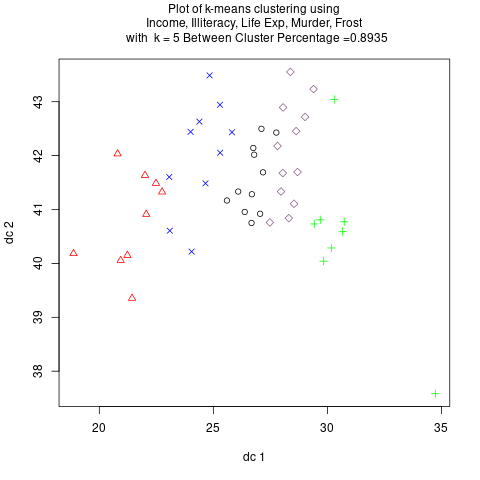 Plot of k-means clustering using
Income, Illiteracy, Life Exp, Murder, Frost
with k = 5 Between Cluster Percentage =0.8935
43
42
41
40
39
38
dc 2
20
25
30
35
dc 1